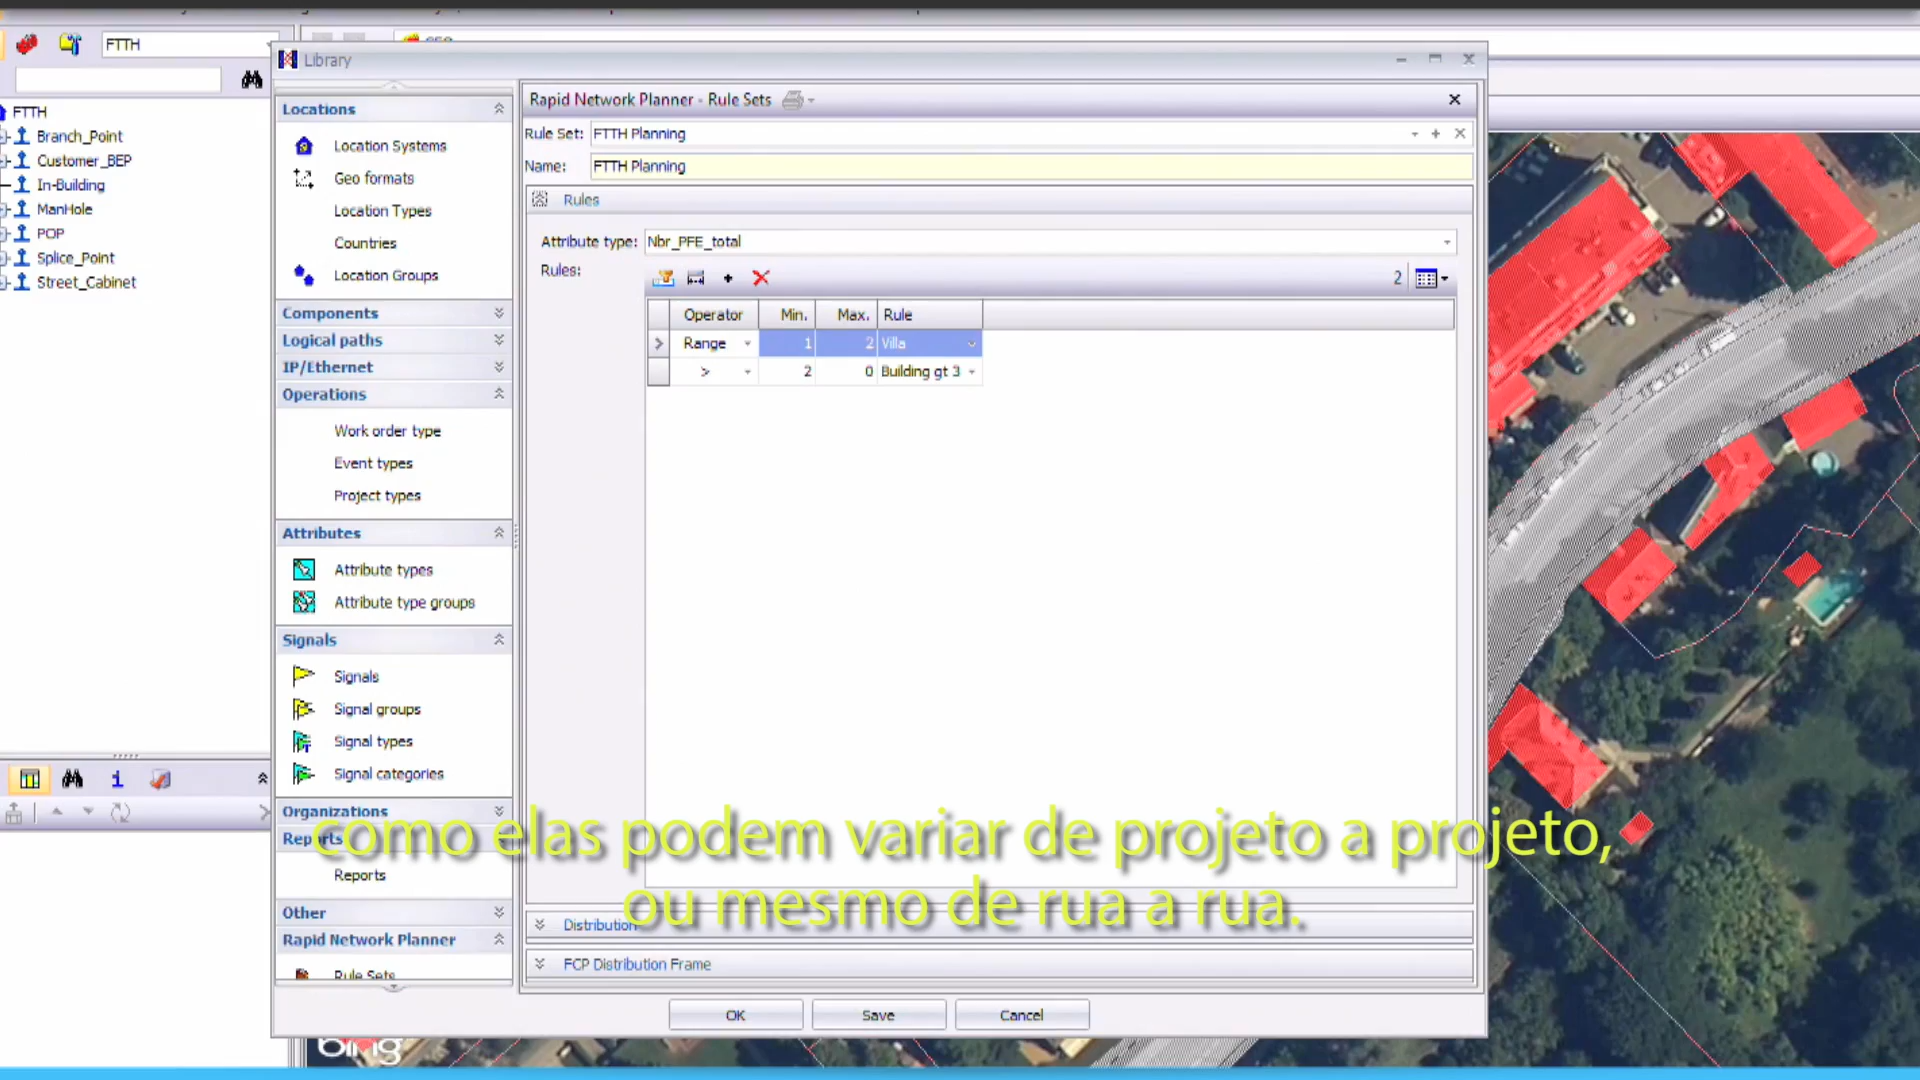 FTTH
Library
FTTH
Branch_Point
Customer_BEP
In-Building
ManHole
POP
Splice_Point
Street_Cabinet
Locations
Location Systems
Geo formats
Location Types
Countries
Location Groups
Components
Logical paths
IP/Ethernet
Operations
Work order type
Event types
Project types
Attributes
Attribute types
Attribute type groups
Signals
Signals
Signal groups
Signal types
Signal categories
Organizations
Reports
Reports
Other
Rapid Network Planner
Rule Sets
Rapid Network Planner - Rule Sets
Rule Set: FTTH Planning
Name: FTTH Planning
Rules
Attribute type: Nbr_PFE_total
Rules:
2
Operator Min. Max. Rule
Range 1 2 Villa
> 2 0 Building gt 3
como elas podem variar de projeto a projeto,
ou mesmo de rua a rua.
Distribution
FCP Distribution Frame
OK Save Cancel
bing